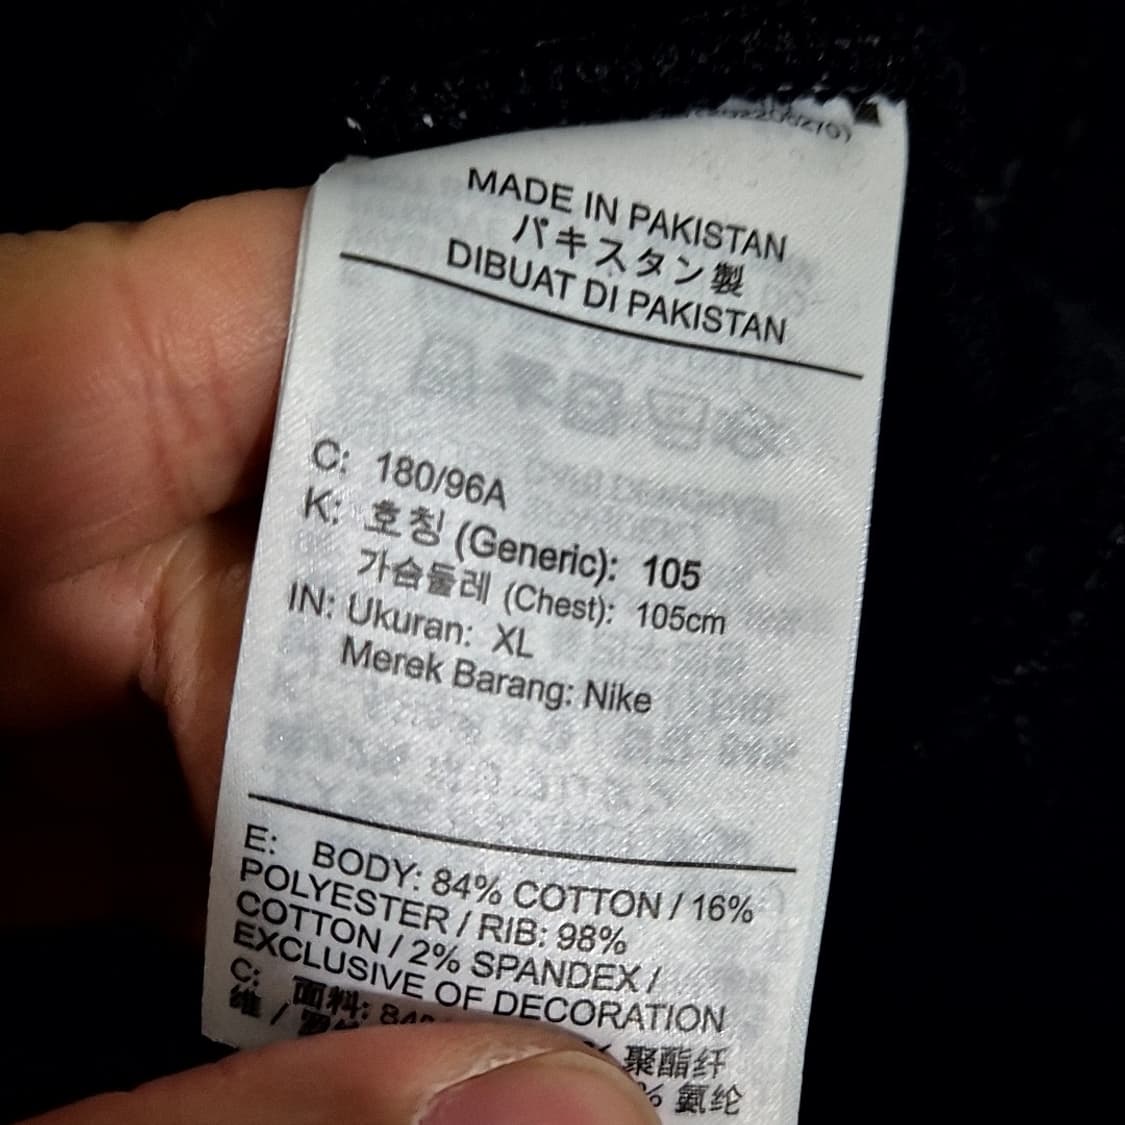 MADE IN PAKISTAN
パキスタン製
DIBUAT DI PAKISTAN
C: 180/96A
K: 호칭 (Generic): 105
가슴둘레 (Chest): 105cm
IN: Ukuran: XL
Merek Barang: Nike
E: BODY: 84% COTTON / 16%
POLYESTER / RIB: 98%
COTTON / 2% SPANDEX /
EXCLUSIVE OF DECORATION
C: 面料: 84% 聚酯纤
维 / % 氨纶